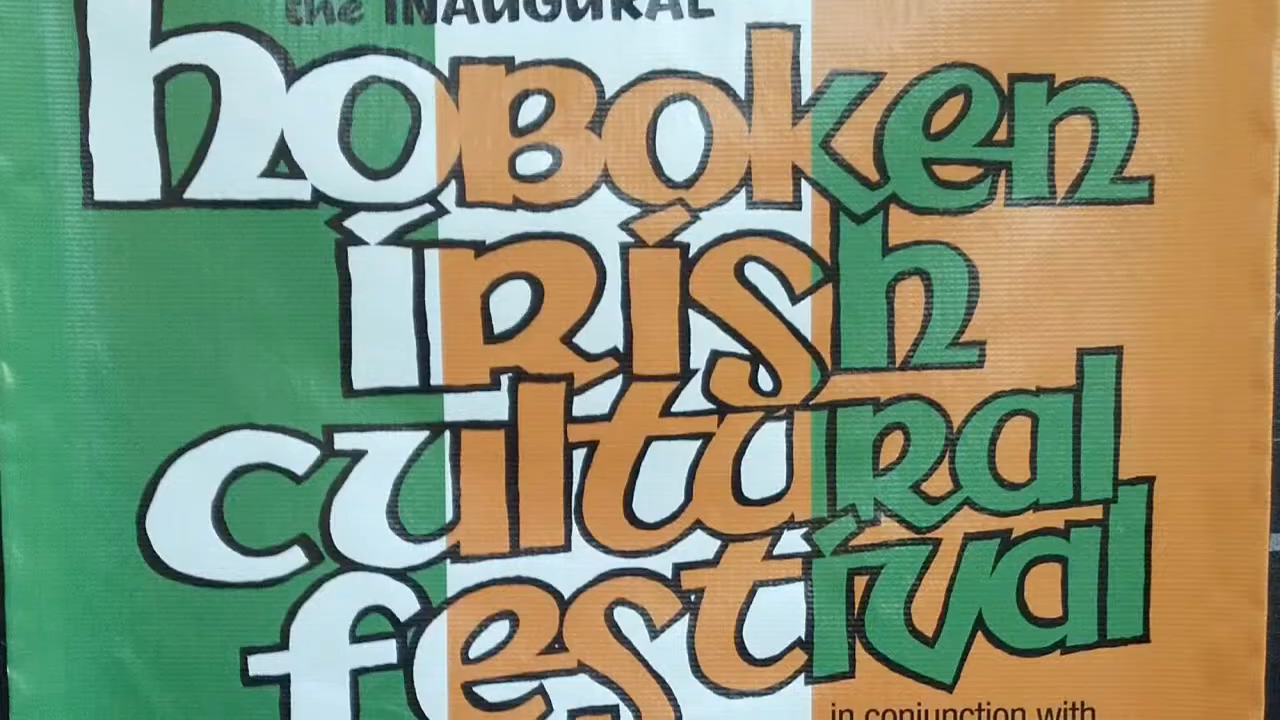 the INAUGURAL
hoboken
irish
cultural
festival
in conjunction with